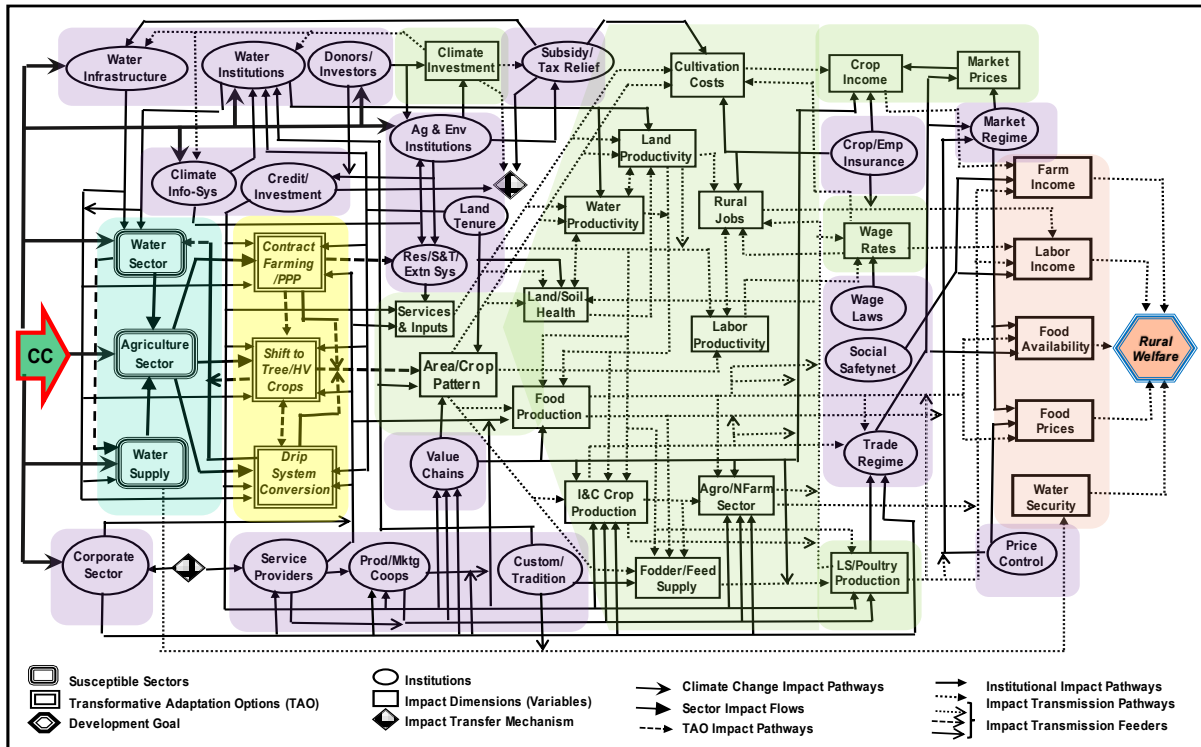 Water
Infrastructure
Water
Institutions
Donors/
Investors
Climate
Investment
Subsidy/
Tax Relief
Cultivation
Costs
Crop
Income
Market
Prices
Ag & Env
Institutions
Land
Productivity
Crop/Emp
Insurance
Market
Regime
Climate
Info-Sys
Credit/
Investment
Land
Tenure
Water
Productivity
Rural
Jobs
Farm
Income
Water
Sector
Contract
Farming
/PPP
Res/S&T/
Extn Sys
Wage
Rates
Labor
Income
Land/Soil
Health
Services
& Inputs
Wage
Laws
CC
Agriculture
Sector
Shift to
Tree/HV
Crops
Area/Crop
Pattern
Labor
Productivity
Social
Safetynet
Food
Availability
Rural
Welfare
Food
Production
Food
Prices
Water
Supply
Drip
System
Conversion
Value
Chains
Trade
Regime
I&C Crop
Production
Agro/NFarm
Sector
Water
Security
Corporate
Sector
Service
Providers
Prod/Mktg
Coops
Custom/
Tradition
Fodder/Feed
Supply
LS/Poultry
Production
Price
Control
Susceptible Sectors
Transformative Adaptation Options (TAO)
Development Goal
Institutions
Impact Dimensions (Variables)
Impact Transfer Mechanism
Climate Change Impact Pathways
Sector Impact Flows
TAO Impact Pathways
Institutional Impact Pathways
Impact Transmission Pathways
Impact Transmission Feeders